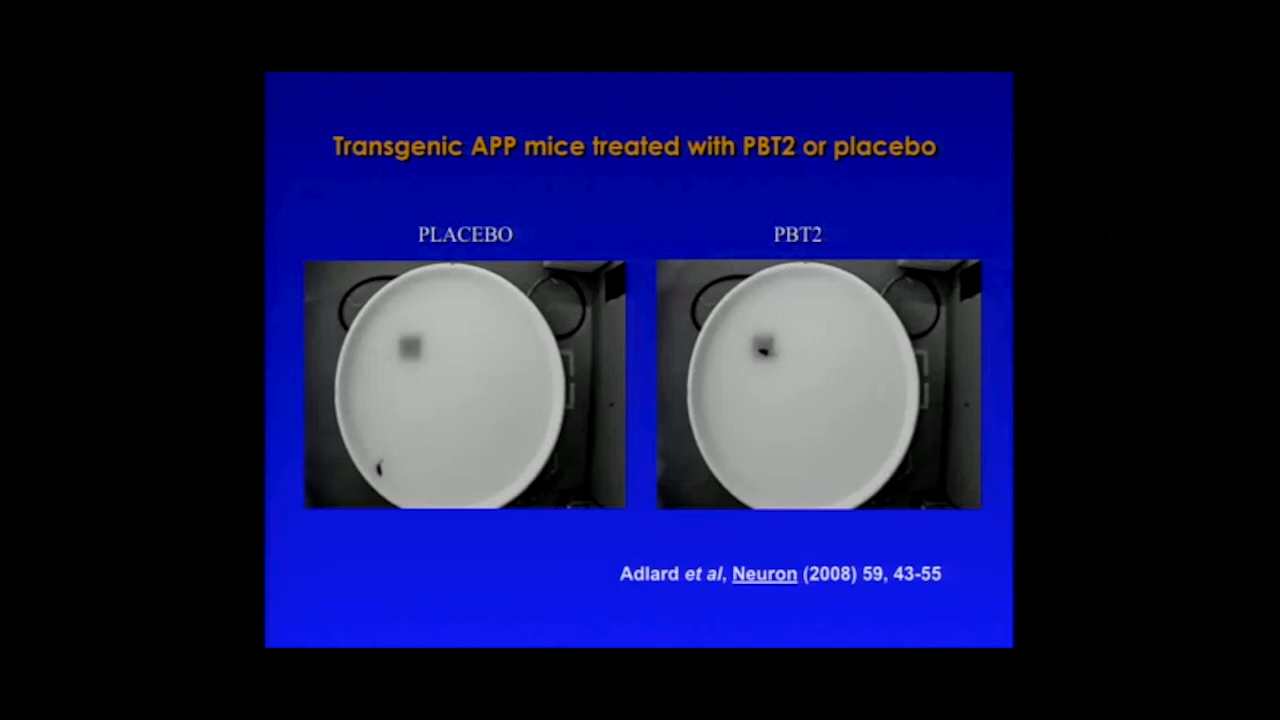 Transgenic APP mice treated with PBT2 or placebo
PLACEBO
PBT2
Adlard et al, Neuron (2008) 59, 43-55